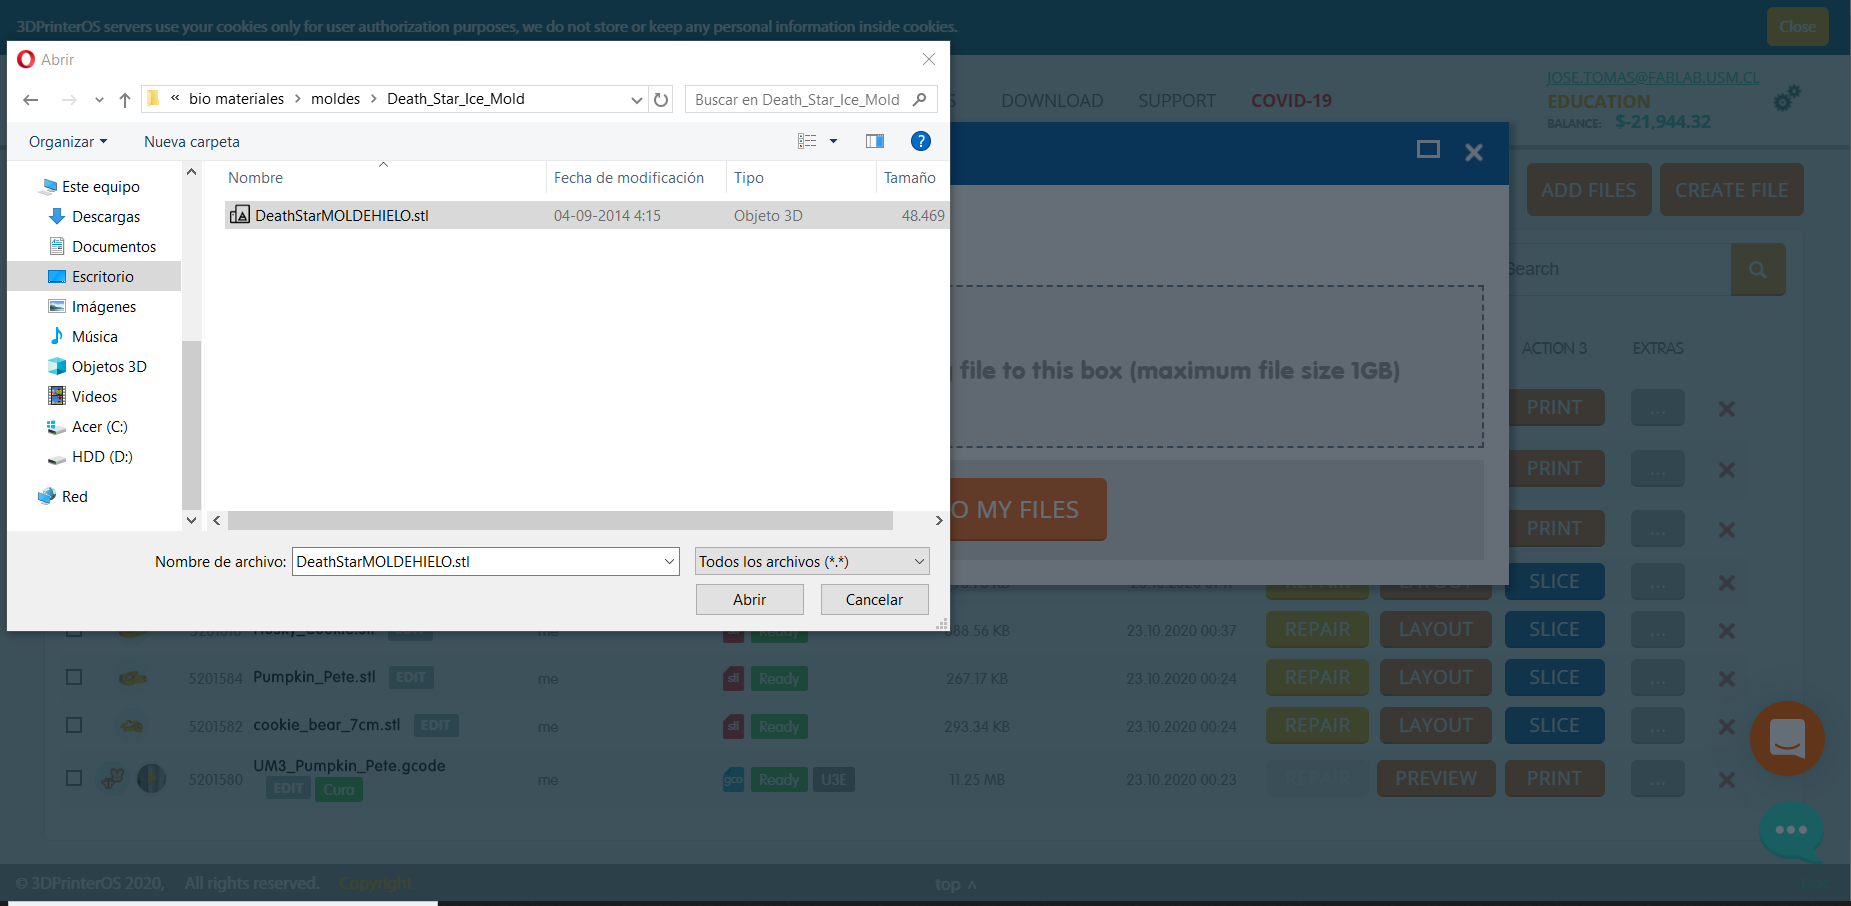 3DPrinterOS servers use your cookies only for user authorization purposes, we do not store or keep any personal information inside cookies.
Close
Abrir
« bio materiales > moldes > Death_Star_Ice_Mold
Buscar en Death_Star_Ice_Mold
DOWNLOAD
SUPPORT
COVID-19
JOSE.TOMAS@FABLAB.USM.CL
EDUCATION
BALANCE: $-21,944.32
Organizar
Nueva carpeta
ADD FILES
CREATE FILE
Nombre
Fecha de modificación
Tipo
Tamaño
Este equipo
Descargas
Documentos
Escritorio
Imágenes
Música
Objetos 3D
Videos
Acer (C:)
HDD (D:)
Red
DeathStarMOLDEHIELO.stl 04-09-2014 4:15 Objeto 3D 48.469
Search
file to this box (maximum file size 1GB)
O MY FILES
ACTION 3 EXTRAS
PRINT ...
PRINT ...
PRINT ...
Nombre de archivo: DeathStarMOLDEHIELO.stl
Todos los archivos (*.*)
Abrir
Cancelar
SLICE ...
me stl Ready 88.56 KB 23.10.2020 00:37 REPAIR LAYOUT SLICE ...
5201584 Pumpkin_Pete.stl EDIT me stl Ready 267.17 KB 23.10.2020 00:24 REPAIR LAYOUT SLICE ...
5201582 cookie_bear_7cm.stl EDIT me stl Ready 293.34 KB 23.10.2020 00:24 REPAIR LAYOUT SLICE ...
5201580 UM3_Pumpkin_Pete.gcode EDIT Cura me gco Ready U3E 11.25 MB 23.10.2020 00:23 REPAIR PREVIEW PRINT ...
© 3DPrinterOS 2020, All rights reserved. Copyright
top ^